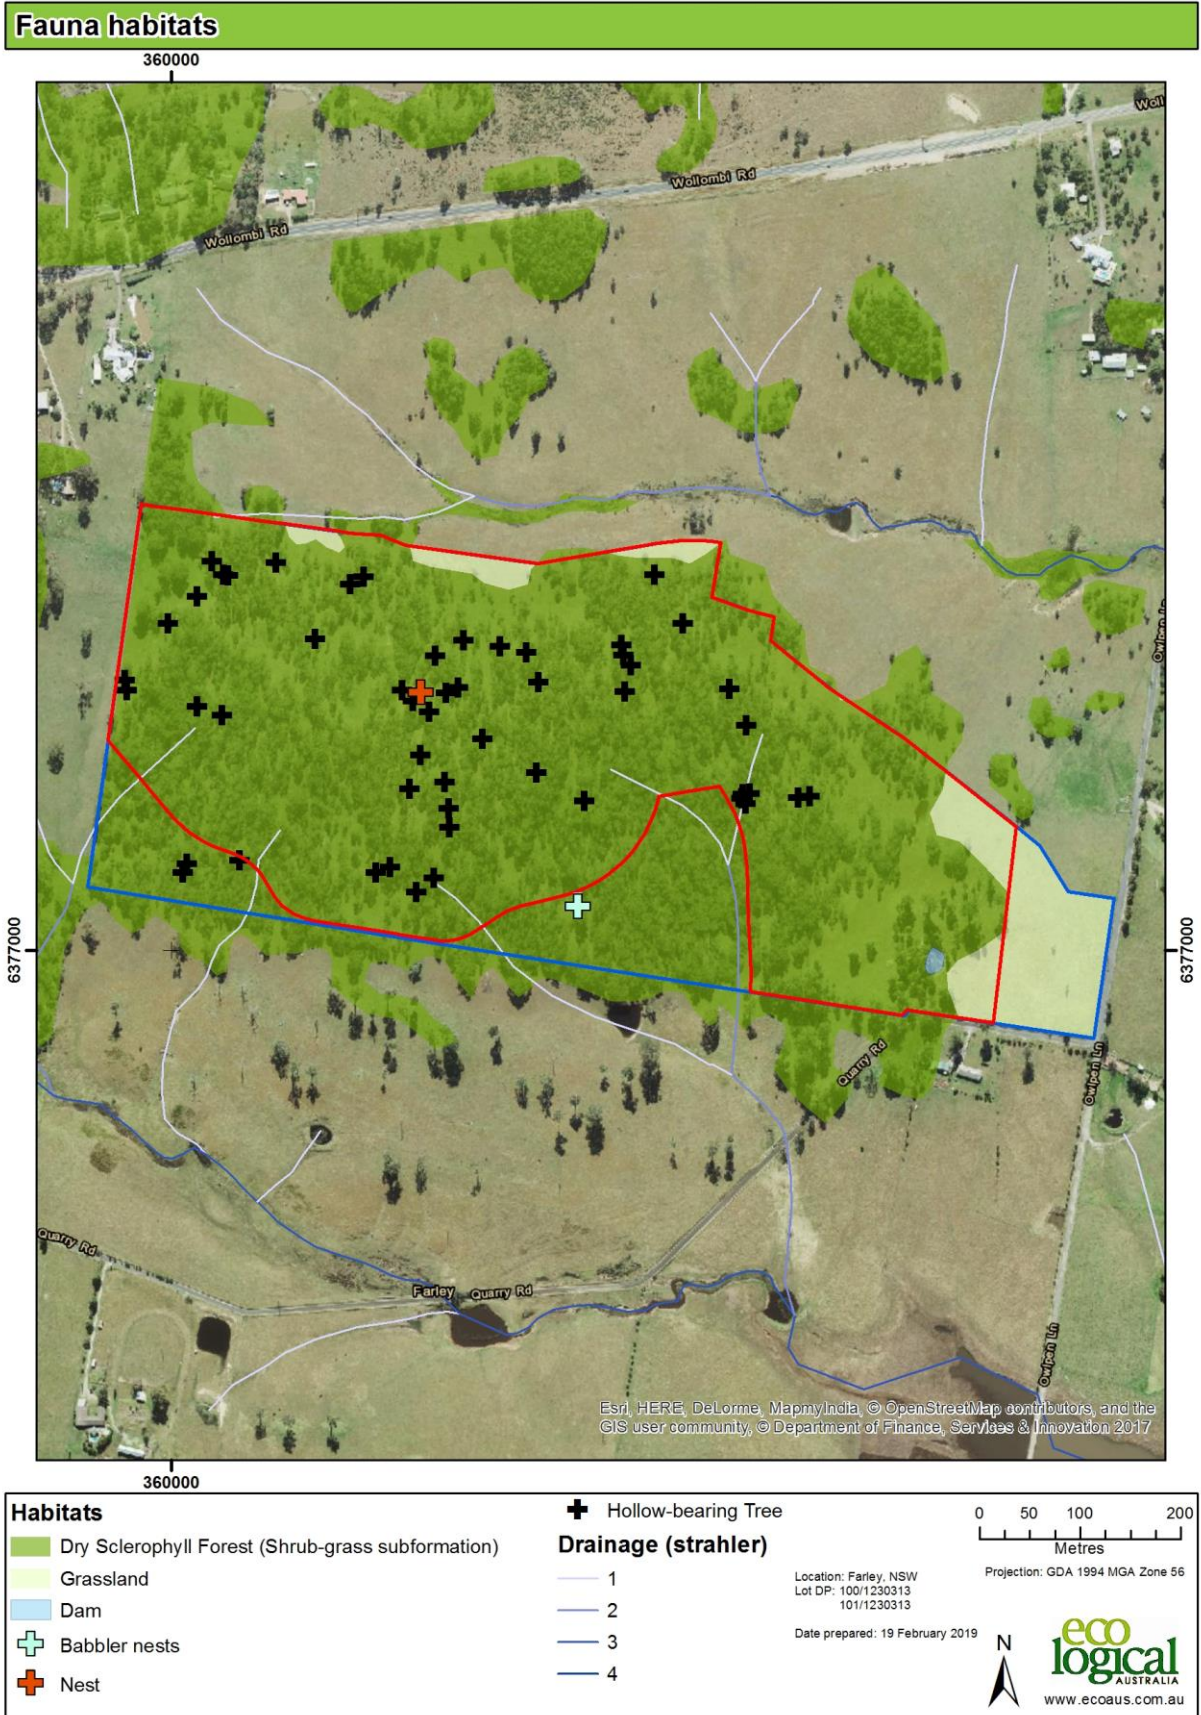 Fauna habitats
360000
Woll
Wollombi Rd
Wollombi Rd
Owlpen Ln
6377000
6377000
Quarry Rd
Owlpen Ln
Quarry Rd
Farley
Quarry Rd
Owlpen Ln
Esri, HERE, DeLorme, MapmyIndia, © OpenStreetMap contributors, and the
GIS user community, © Department of Finance, Services & Innovation 2017
360000
Habitats
Dry Sclerophyll Forest (Shrub-grass subformation)
Grassland
Dam
Babbler nests
Nest
Hollow-bearing Tree
Drainage (strahler)
1
2
3
4
Location: Farley, NSW
Lot DP: 100/1230313
101/1230313
Date prepared: 19 February 2019
0 50 100 200
Metres
Projection: GDA 1994 MGA Zone 56
N
eco
logical
AUSTRALIA
www.ecoaus.com.au